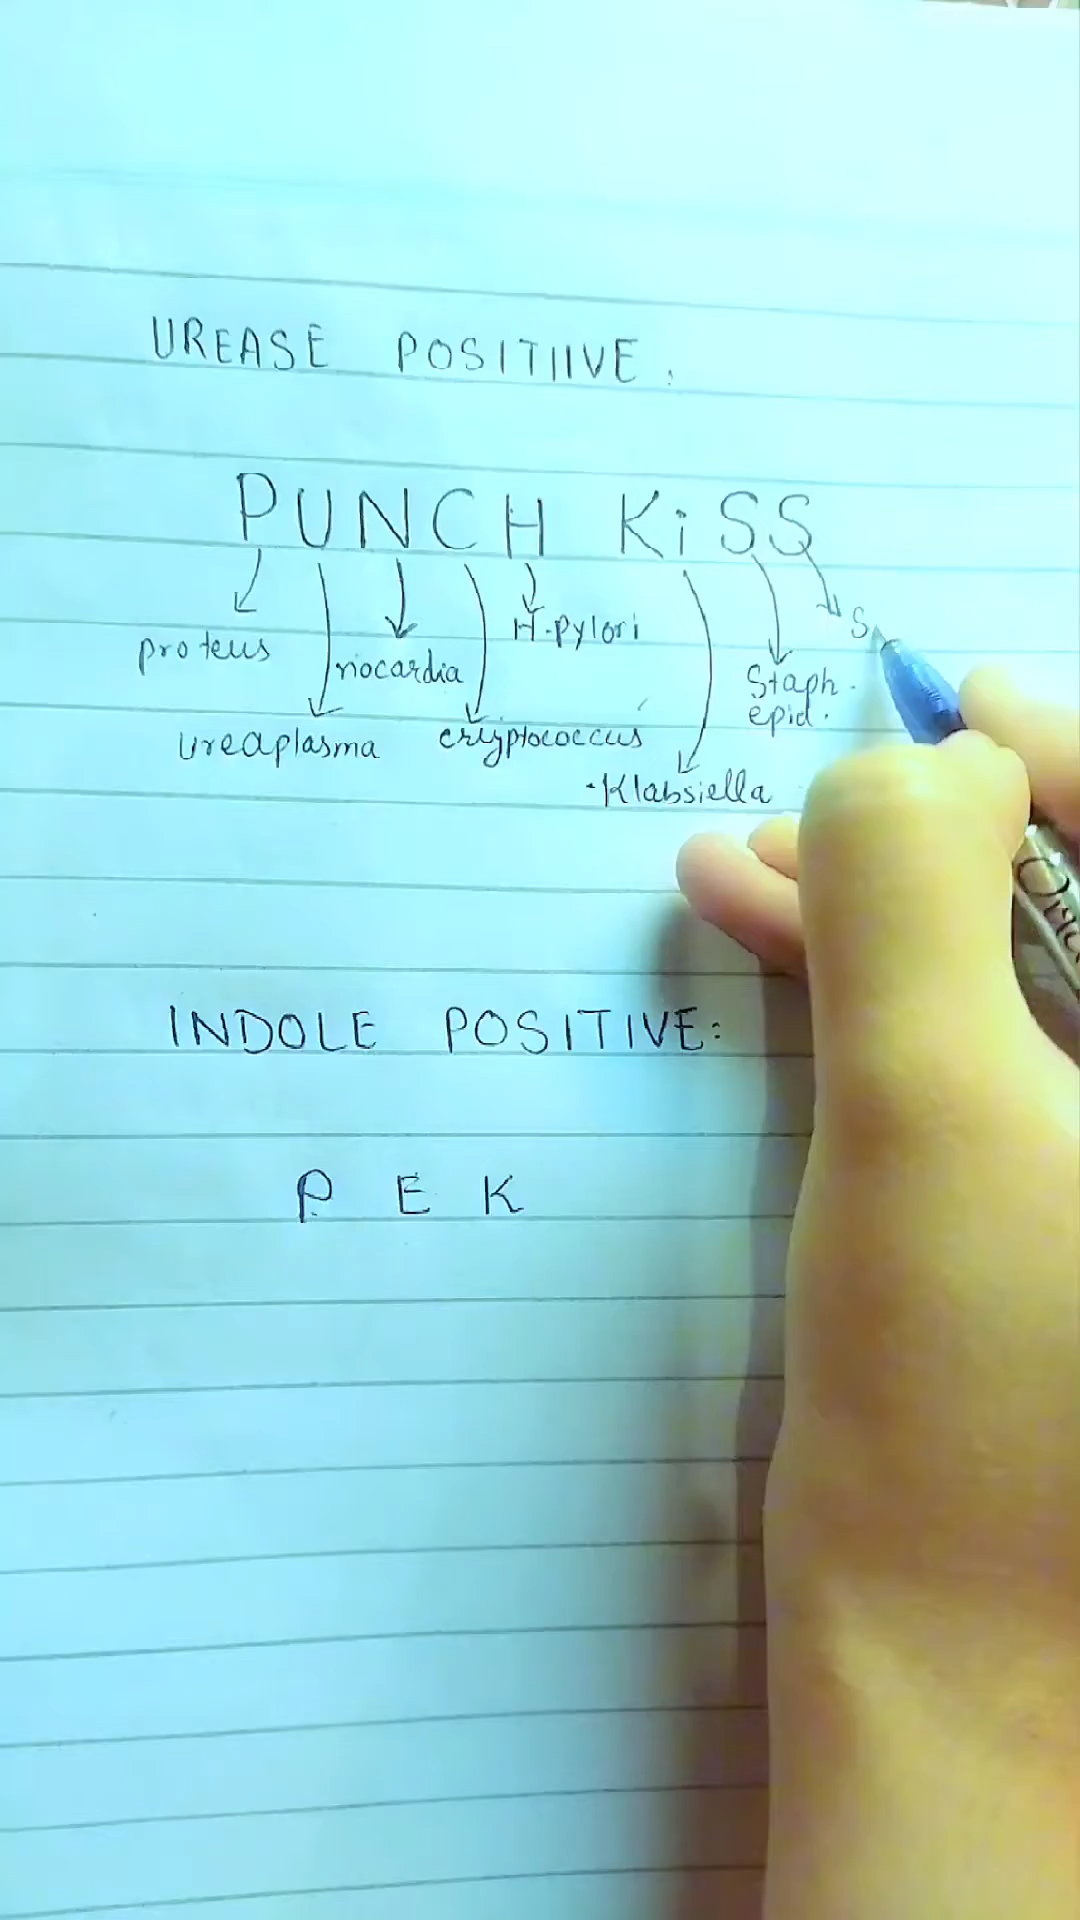 UREASE POSITIIVE.
PUNCH KiSS
H.pylori
S
proteus
nocardia
Staph.
epid.
Ureaplasma
cryptococcus
Klabsiella
INDOLE POSITIVE:
P E K